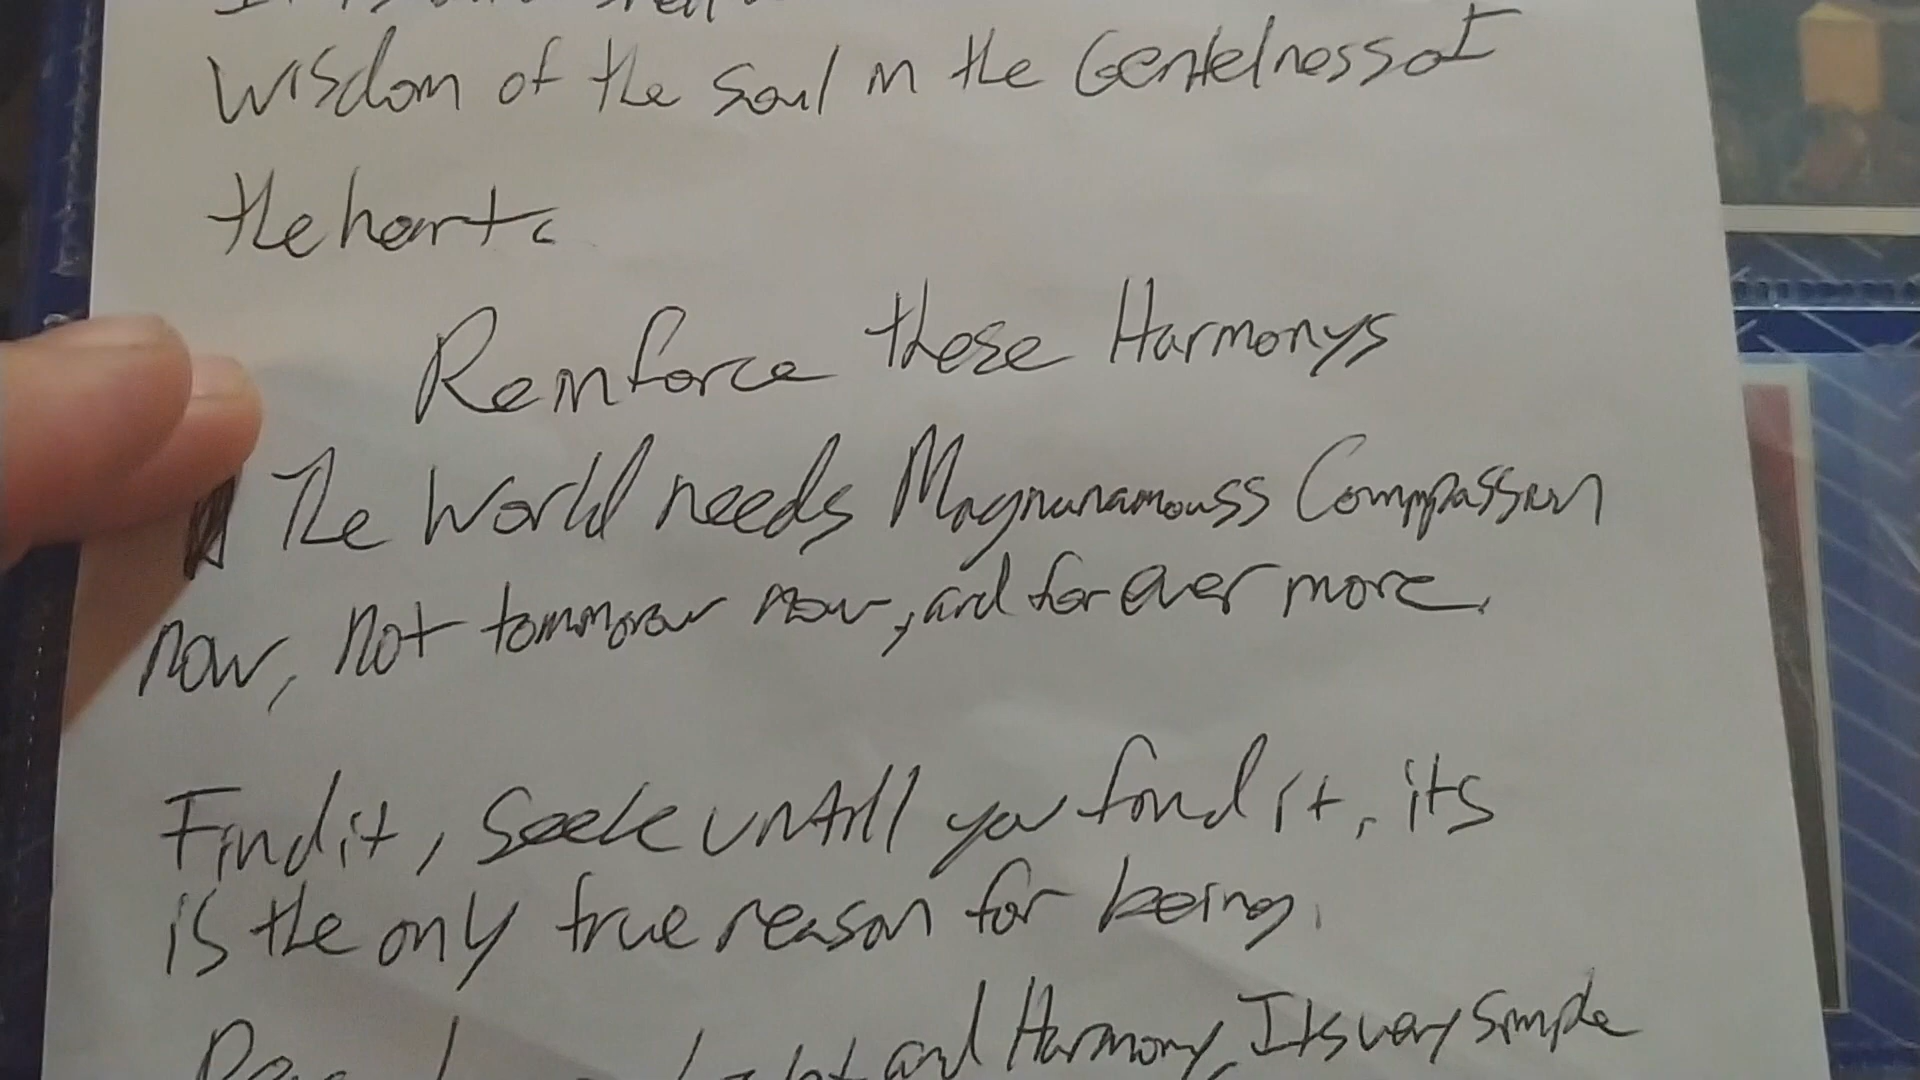 Wisdom of the Soul in the Gentelness of
the heart.
Reinforce these Harmonys
The World needs Magnanamouss Commpassion
now, not tommorow now, and for ever more.
Find it, Seek untill you find it, its
is the only true reason for being.
and Harmony, Its very Simple